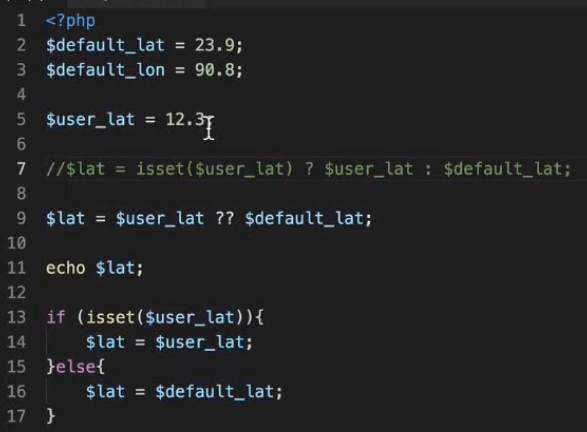 1 <?php
2 $default_lat = 23.9;
3 $default_lon = 90.8;
4
5 $user_lat = 12.3;
6
7 //$lat = isset($user_lat) ? $user_lat : $default_lat;
8
9 $lat = $user_lat ?? $default_lat;
10
11 echo $lat;
12
13 if (isset($user_lat)){
14     $lat = $user_lat;
15 }else{
16     $lat = $default_lat;
17 }